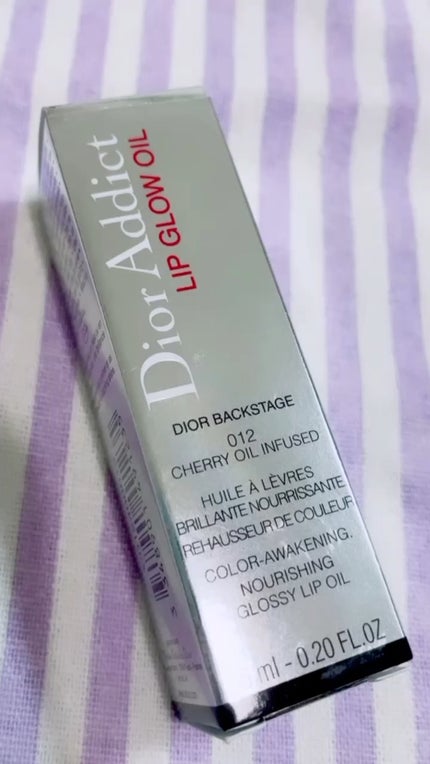 Dior Addict
LIP GLOW OIL
DIOR BACKSTAGE
012
CHERRY OIL INFUSED
HUILE À LÈVRES
BRILLANTE NOURRISSANTE
REHAUSSEUR DE COULEUR
COLOR-AWAKENING.
NOURISHING
GLOSSY LIP OIL
ml - 0.20 FL.OZ